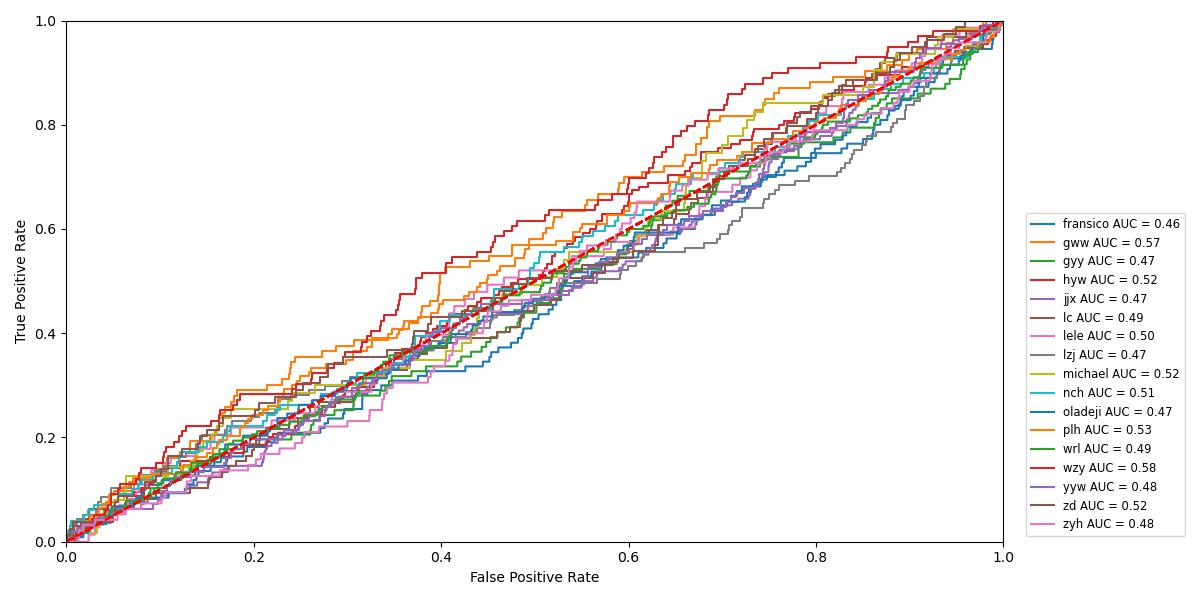 1.0
0.8
0.6
0.4
0.2
0.0
True Positive Rate
0.0 0.2 0.4 0.6 0.8 1.0
False Positive Rate
fransico AUC = 0.46
gww AUC = 0.57
gyy AUC = 0.47
hyw AUC = 0.52
jjx AUC = 0.47
lc AUC = 0.49
lele AUC = 0.50
lzj AUC = 0.47
michael AUC = 0.52
nch AUC = 0.51
oladeji AUC = 0.47
plh AUC = 0.53
wrl AUC = 0.49
wzy AUC = 0.58
yyw AUC = 0.48
zd AUC = 0.52
zyh AUC = 0.48